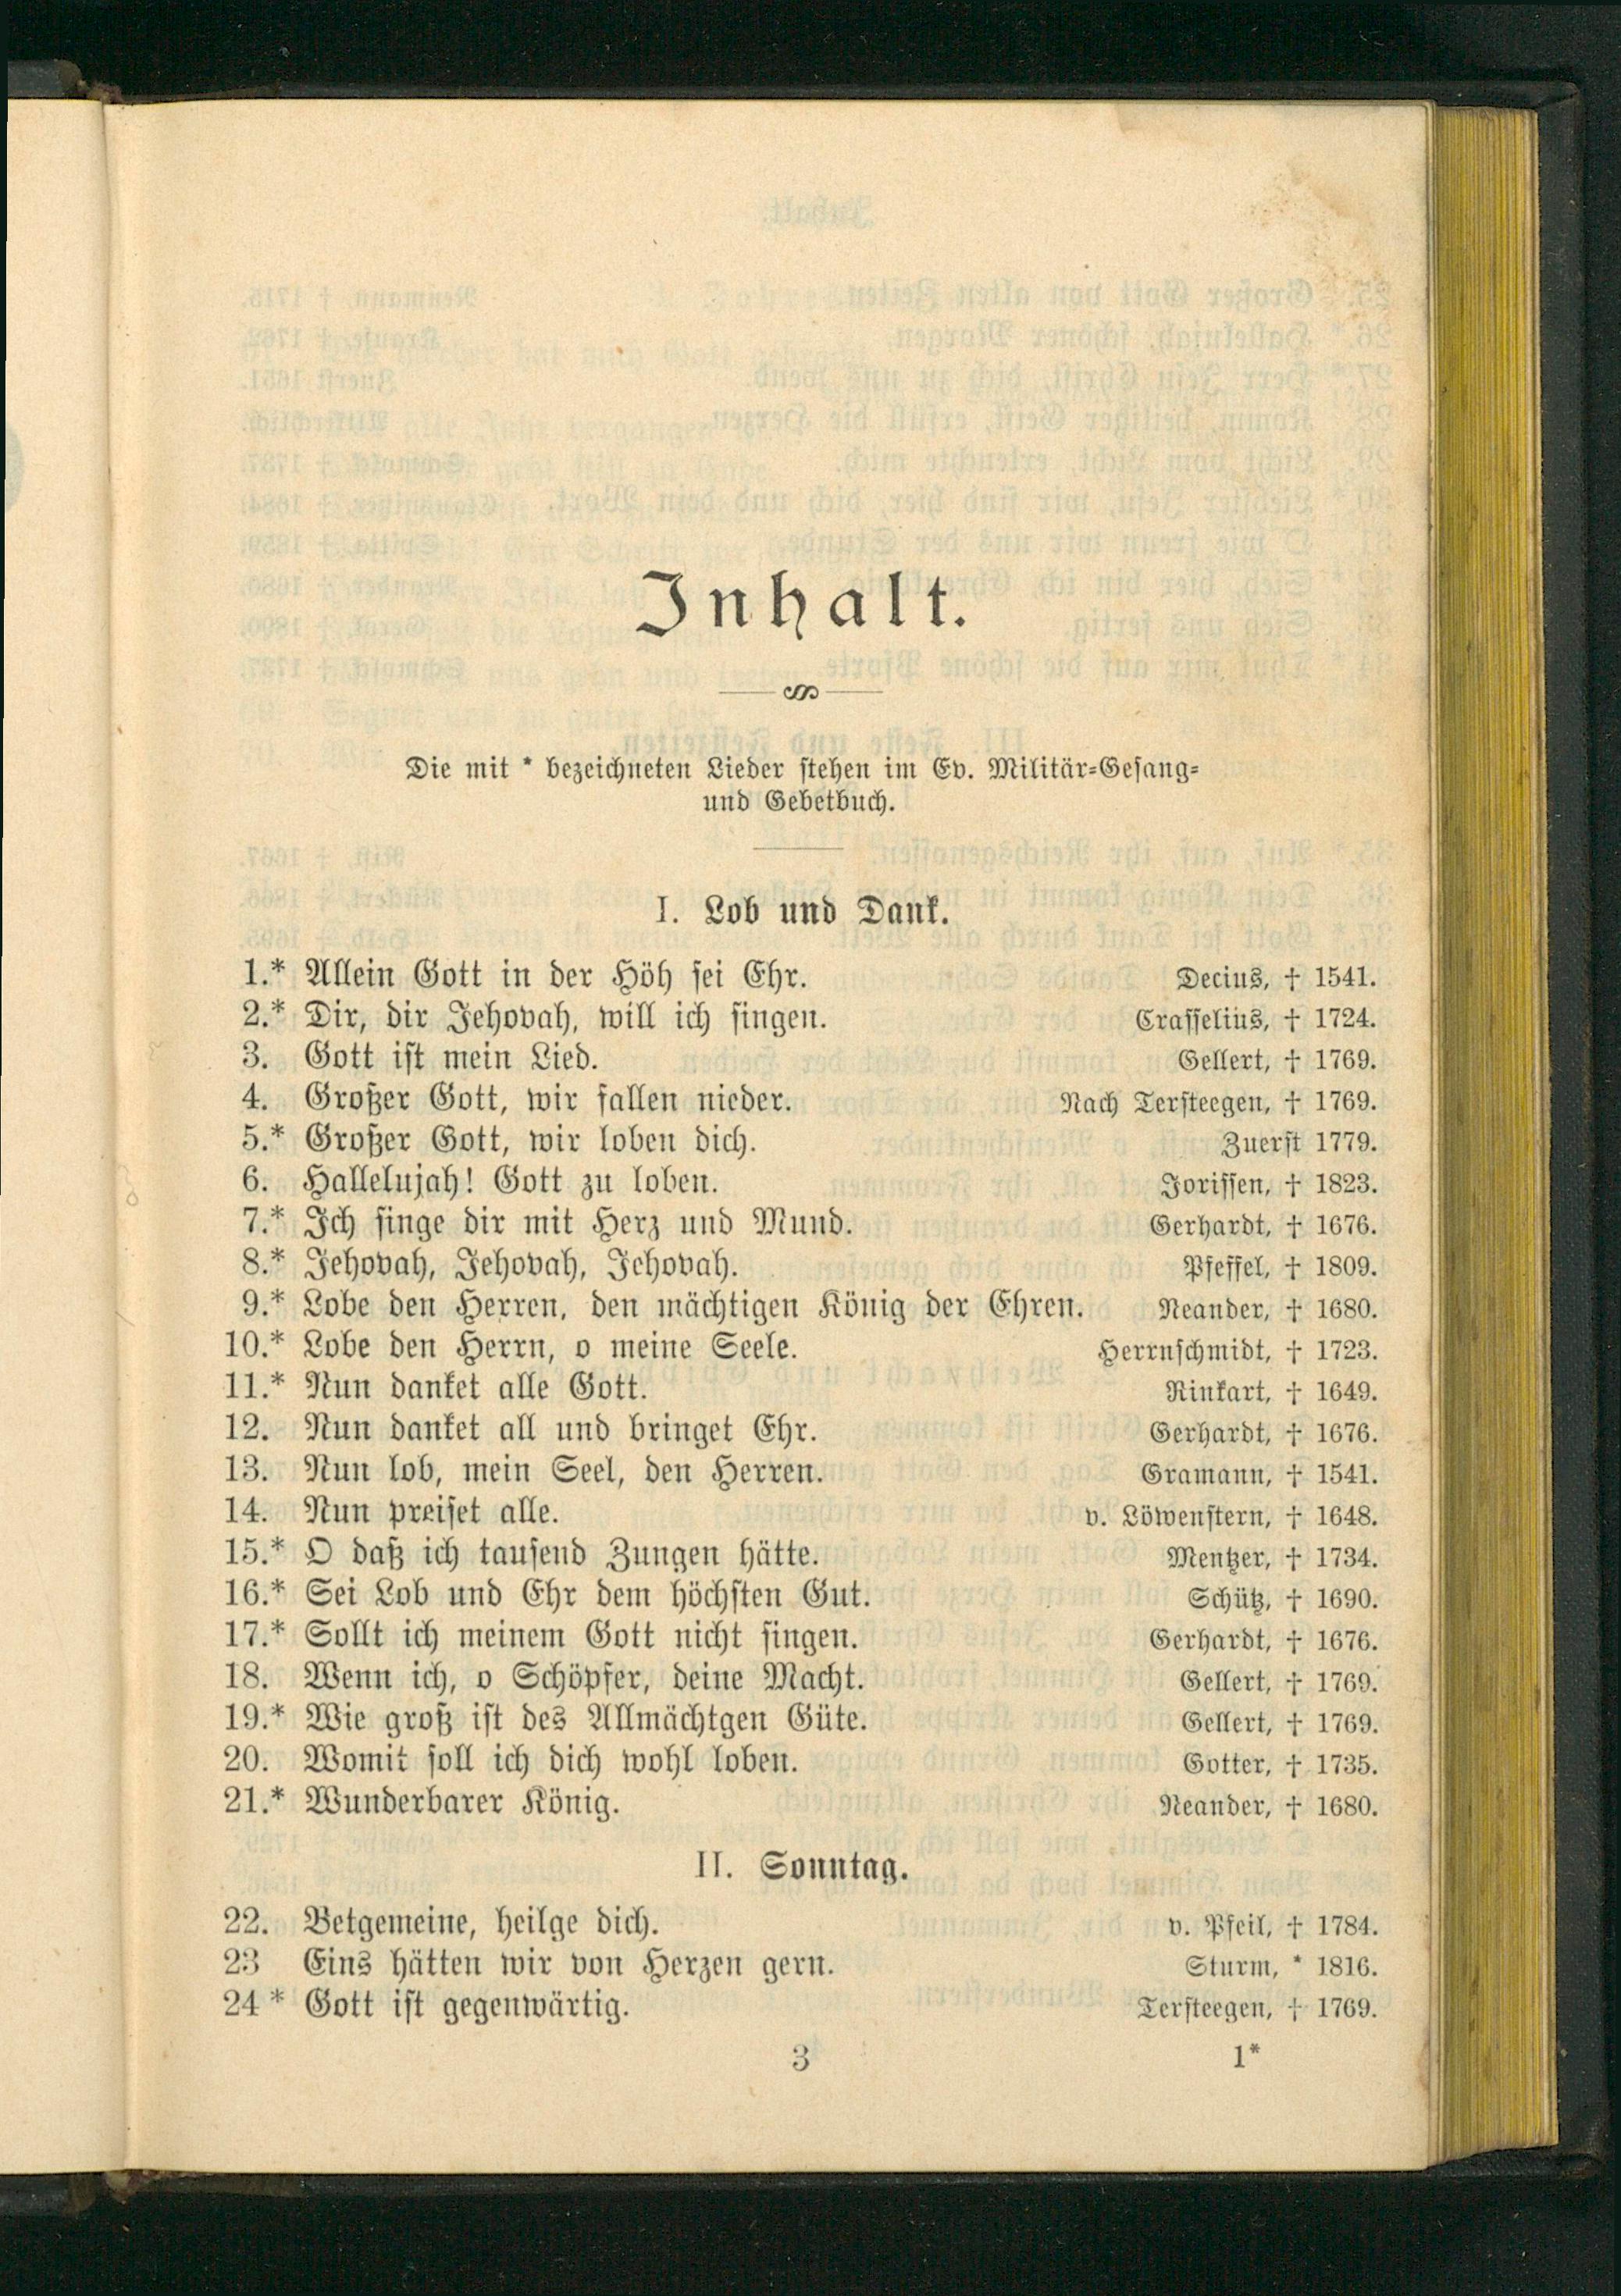 Inhalt.
Die mit * bezeichneten Lieder stehen im Ev. Militär-Gesang-
und Gebetbuch.
I. Lob und Dank.
1.* Allein Gott in der Höh sei Ehr. Decius, † 1541.
2.* Dir, dir Jehovah, will ich singen. Crasselius, † 1724.
3. Gott ist mein Lied. Gellert, † 1769.
4. Großer Gott, wir fallen nieder. Nach Tersteegen, † 1769.
5.* Großer Gott, wir loben dich. Zuerst 1779.
6. Hallelujah! Gott zu loben. Jorissen, † 1823.
7.* Ich singe dir mit Herz und Mund. Gerhardt, † 1676.
8.* Jehovah, Jehovah, Jehovah. Pfeffel, † 1809.
9.* Lobe den Herren, den mächtigen König der Ehren. Neander, † 1680.
10.* Lobe den Herrn, o meine Seele. Herrnschmidt, † 1723.
11.* Nun danket alle Gott. Rinkart, † 1649.
12. Nun danket all und bringet Ehr. Gerhardt, † 1676.
13. Nun lob, mein Seel, den Herren. Gramann, † 1541.
14. Nun preiset alle. v. Löwenstern, † 1648.
15.* O daß ich tausend Zungen hätte. Mentzer, † 1734.
16.* Sei Lob und Ehr dem höchsten Gut. Schütz, † 1690.
17.* Sollt ich meinem Gott nicht singen. Gerhardt, † 1676.
18. Wenn ich, o Schöpfer, deine Macht. Gellert, † 1769.
19.* Wie groß ist des Allmächtgen Güte. Gellert, † 1769.
20. Womit soll ich dich wohl loben. Gotter, † 1735.
21.* Wunderbarer König. Neander, † 1680.
II. Sonntag.
22. Betgemeine, heilge dich. v. Pfeil, † 1784.
23 Eins hätten wir von Herzen gern. Sturm, * 1816.
24* Gott ist gegenwärtig. Tersteegen, † 1769.
3 1*